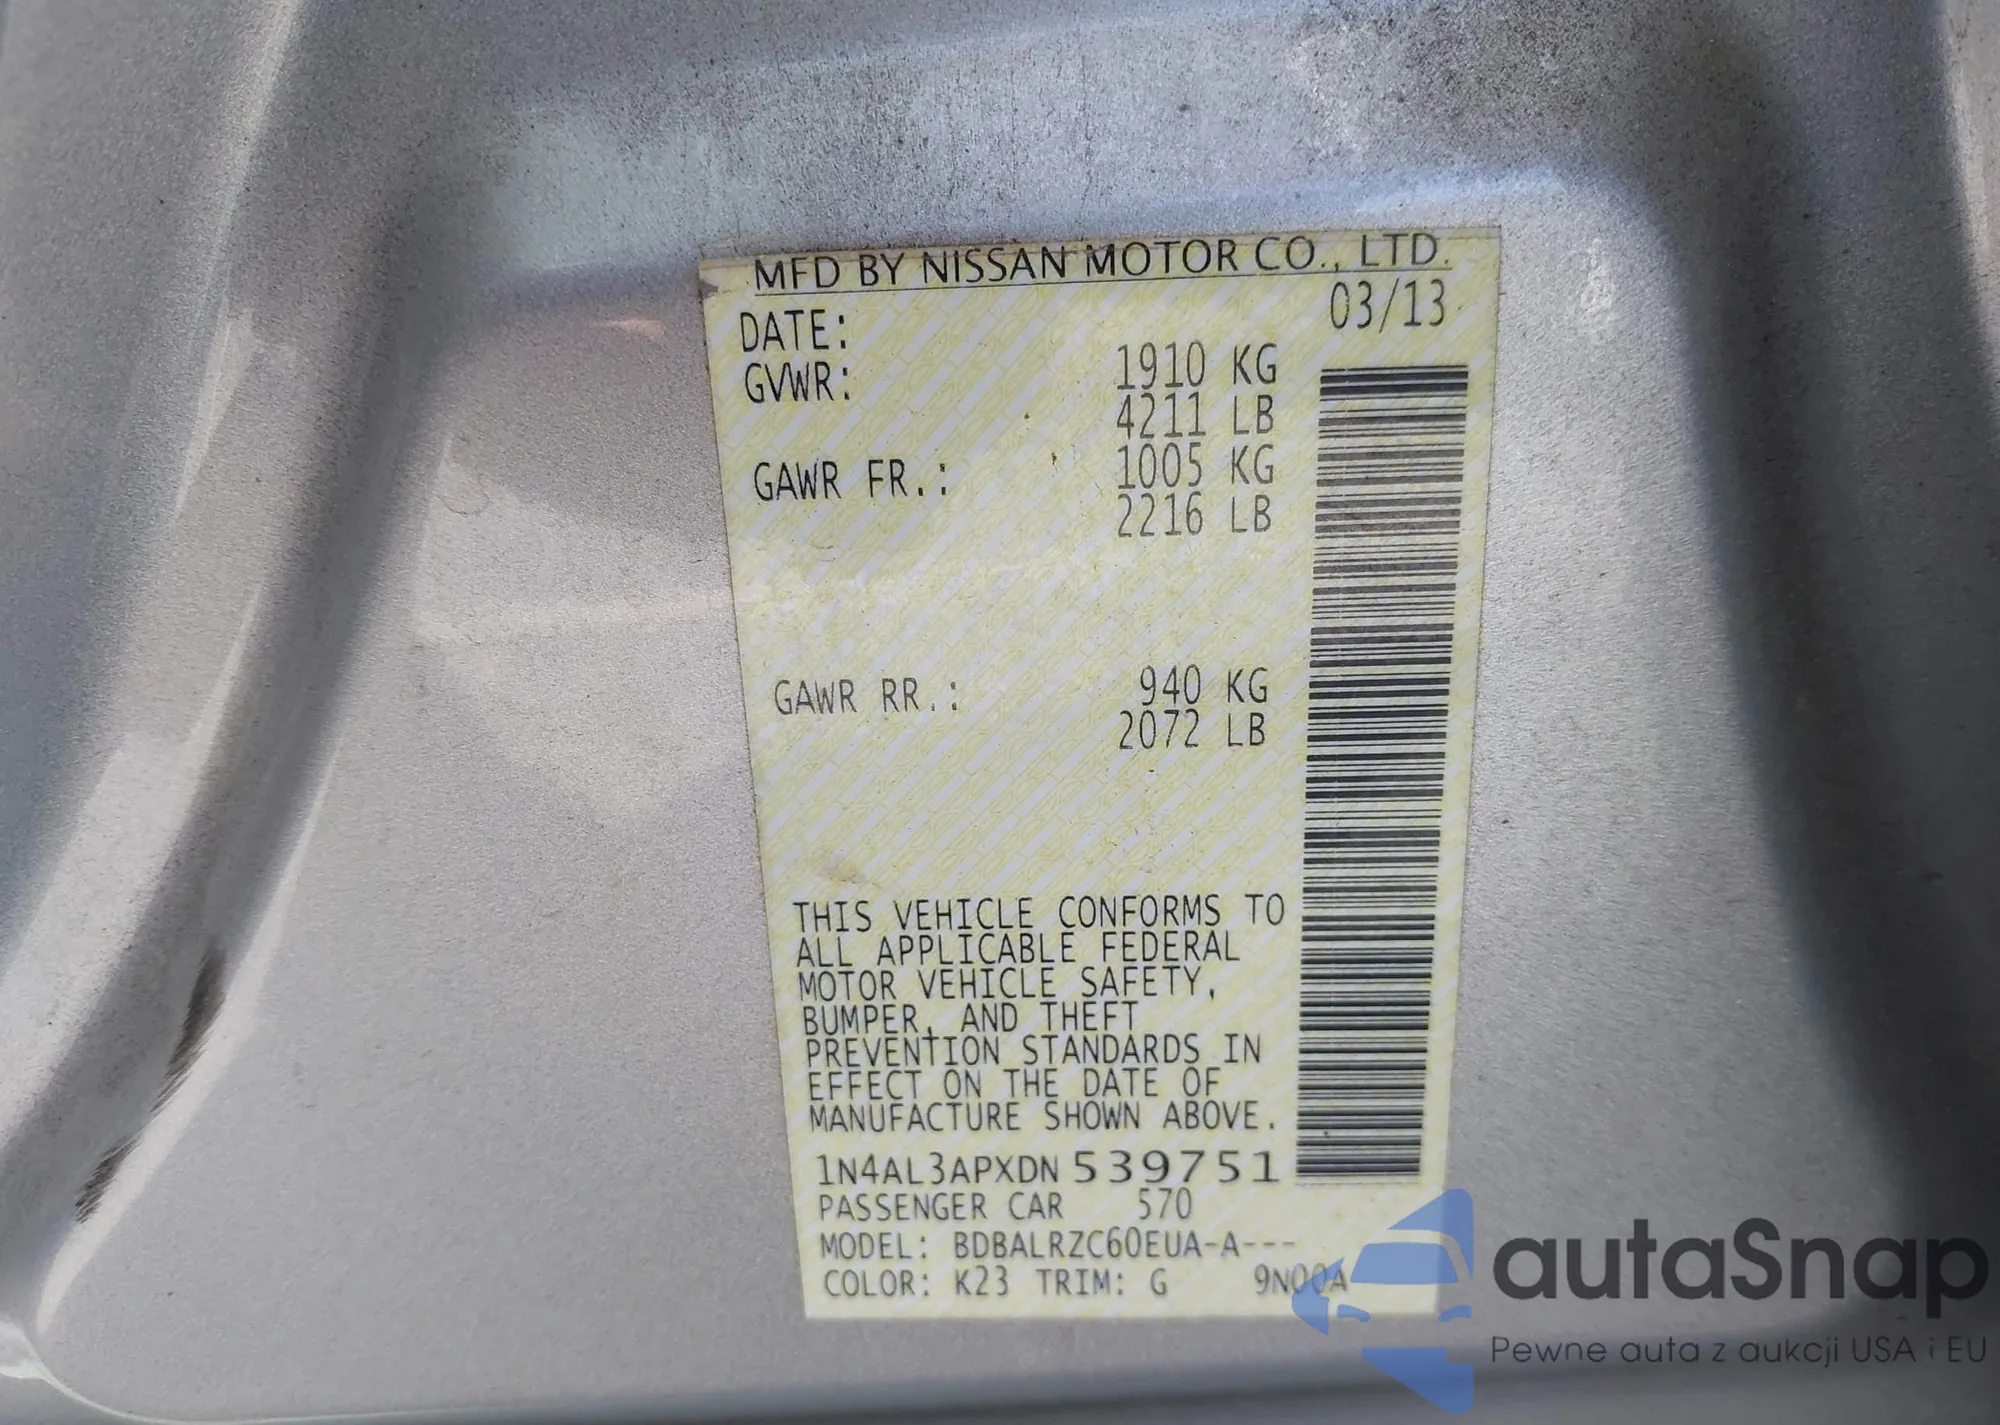 MFD BY NISSAN MOTOR CO., LTD.
DATE: 03/13
GVWR: 1910 KG
4211 LB
GAWR FR.: 1005 KG
2216 LB
GAWR RR.: 940 KG
2072 LB
THIS VEHICLE CONFORMS TO
ALL APPLICABLE FEDERAL
MOTOR VEHICLE SAFETY,
BUMPER, AND THEFT
PREVENTION STANDARDS IN
EFFECT ON THE DATE OF
MANUFACTURE SHOWN ABOVE.
1N4AL3APXDN539751
PASSENGER CAR 570
MODEL: BDBALRZC60EUA-A---
COLOR: K23 TRIM: G 9N00A
autaSnap
Pewne auta z aukcji USA i EU